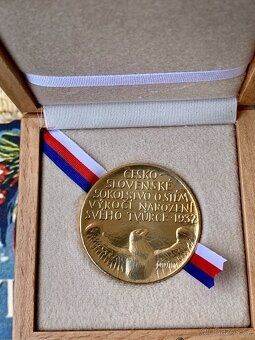 ČESKO
SLOVENSKÉ
SOKOLSTVO O STÉM
VÝROČÍ NAROZENÍ
SVÉHO TVŮRCE · 1932